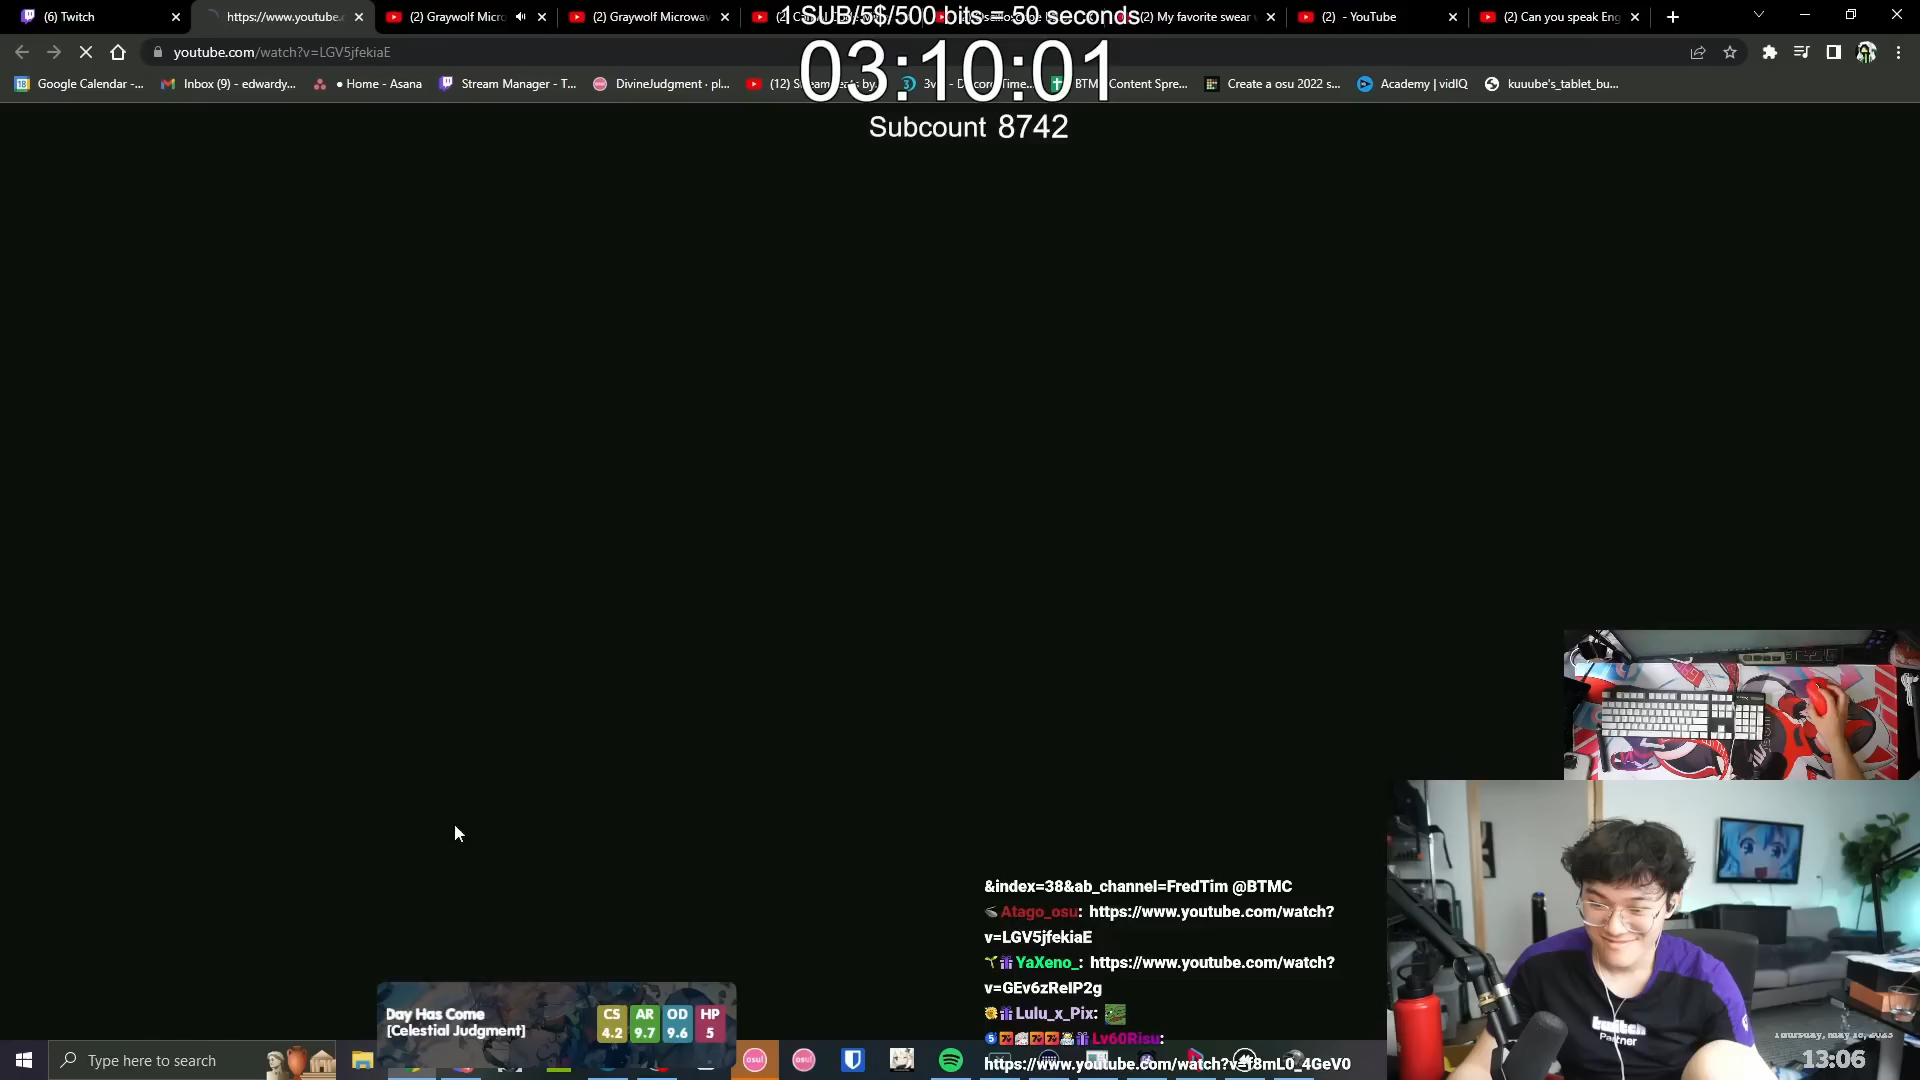 (6) Twitch
https://www.youtube.
(2) Graywolf Micro
(2) Graywolf Microwav
(2) My favorite swear
(2) - YouTube
(2) Can you speak Eng
1 SUB/5$/500 bits = 50 seconds
03:10:01
Subcount 8742
youtube.com/watch?v=LGV5jfekiaE
Google Calendar -...
Inbox (9) - edwardy...
• Home - Asana
Stream Manager - T...
DivineJudgment · pl...
Content Spre...
Create a osu 2022 s...
Academy | vidIQ
kuuube's_tablet_bu...
&index=38&ab_channel=FredTim @BTMC
Atago_osu: https://www.youtube.com/watch?
v=LGV5jfekiaE
YaXeno_: https://www.youtube.com/watch?
v=GEv6zRelP2g
Lulu_x_Pix:
Lv60Risu:
https://www.youtube.com/watch?v=f8mL0_4GeV0
Day Has Come
[Celestial Judgment]
CS AR OD HP
4.2 9.7 9.6 5
Type here to search
osu!
osu!
twitch
Partner
13:06